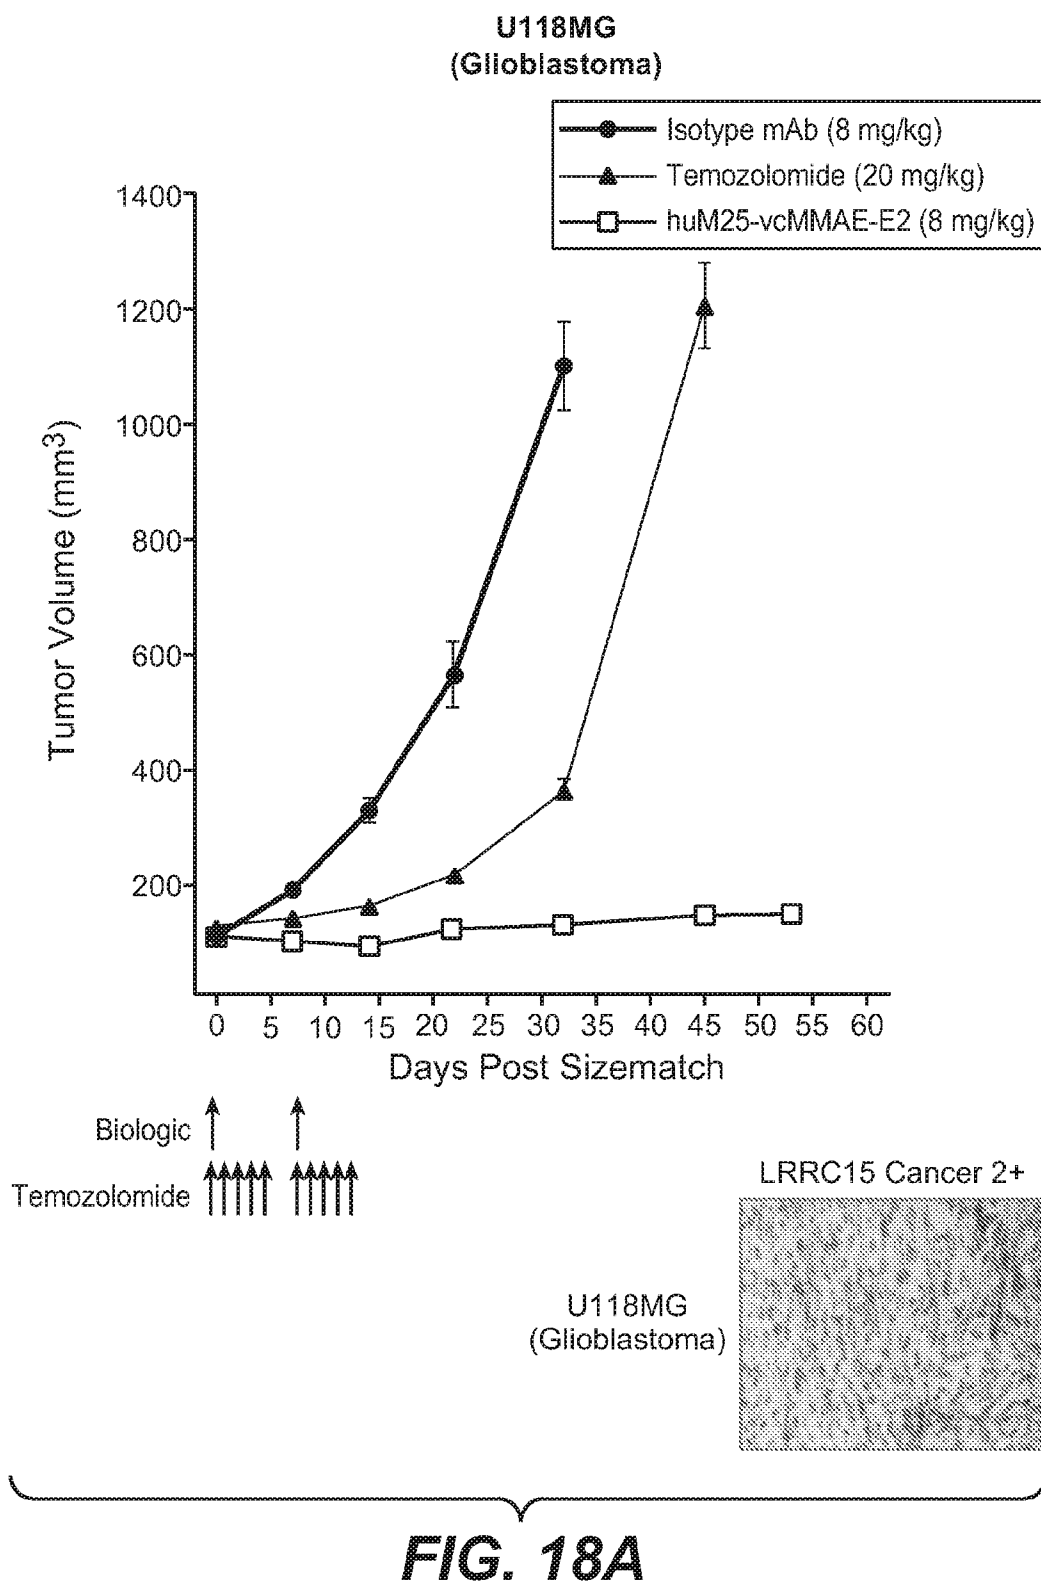 U118MG
(Glioblastoma)
Isotype mAb (8 mg/kg)
Temozolomide (20 mg/kg)
huM25-vcMMAE-E2 (8 mg/kg)
1400
1200
1000
800
600
400
200
Tumor Volume (mm³)
0 5 10 15 20 25 30 35 40 45 50 55 60
Days Post Sizematch
Biologic
Temozolomide
LRRC15 Cancer 2+
U118MG
(Glioblastoma)
FIG. 18A